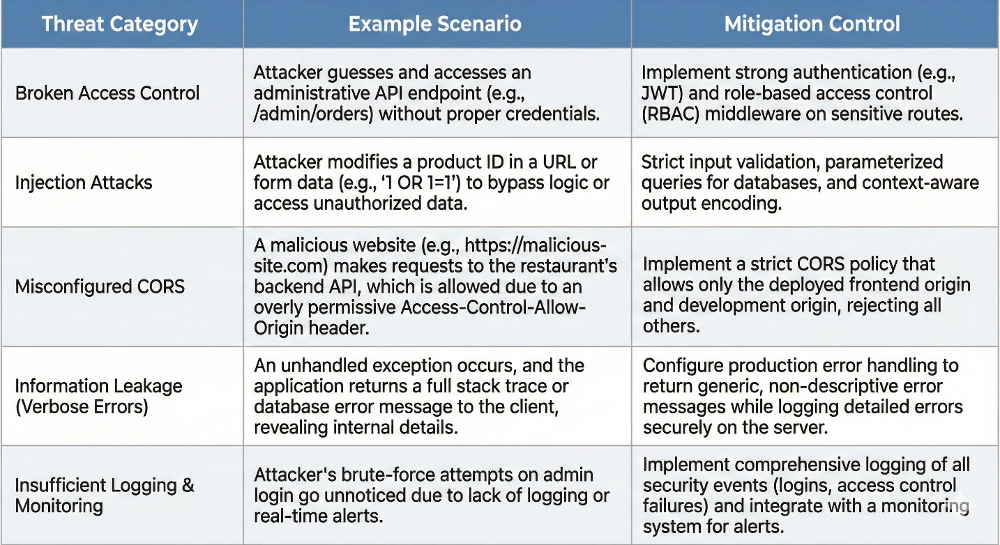 Threat Category
Example Scenario
Mitigation Control
Broken Access Control
Attacker guesses and accesses an
administrative API endpoint (e.g.,
/admin/orders) without proper credentials.
Implement strong authentication (e.g.,
JWT) and role-based access control
(RBAC) middleware on sensitive routes.
Injection Attacks
Attacker modifies a product ID in a URL or
form data (e.g., ‘1 OR 1=1’) to bypass logic or
access unauthorized data.
Strict input validation, parameterized
queries for databases, and context-aware
output encoding.
Misconfigured CORS
A malicious website (e.g., https://malicious-
site.com) makes requests to the restaurant's
backend API, which is allowed due to an
overly permissive Access-Control-Allow-
Origin header.
Implement a strict CORS policy that
allows only the deployed frontend origin
and development origin, rejecting all
others.
Information Leakage
(Verbose Errors)
An unhandled exception occurs, and the
application returns a full stack trace or
database error message to the client,
revealing internal details.
Configure production error handling to
return generic, non-descriptive error
messages while logging detailed errors
securely on the server.
Insufficient Logging &
Monitoring
Attacker's brute-force attempts on admin
login go unnoticed due to lack of logging or
real-time alerts.
Implement comprehensive logging of all
security events (logins, access control
failures) and integrate with a monitoring
system for alerts.